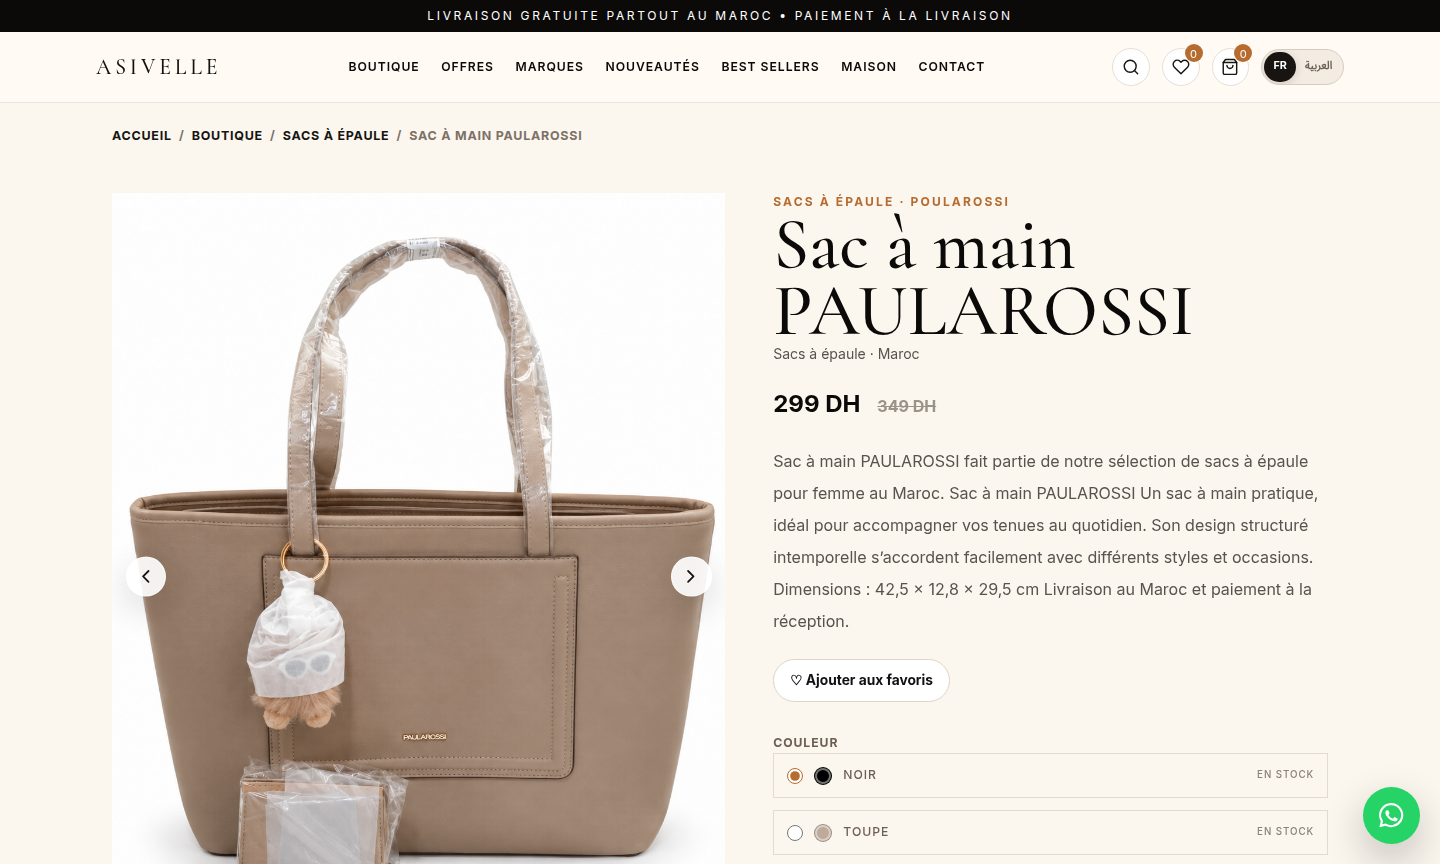 LIVRAISON GRATUITE PARTOUT AU MAROC • PAIEMENT À LA LIVRAISON
ASIVELLE
BOUTIQUE OFFRES MARQUES NOUVEAUTÉS BEST SELLERS MAISON CONTACT
0 0 FR العربية
ACCUEIL / BOUTIQUE / SACS À ÉPAULE / SAC À MAIN PAULAROSSI
SACS À ÉPAULE · POULAROSSI
Sac à main
PAULAROSSI
Sacs à épaule · Maroc
299 DH 349 DH
Sac à main PAULAROSSI fait partie de notre sélection de sacs à épaule
pour femme au Maroc. Sac à main PAULAROSSI Un sac à main pratique,
idéal pour accompagner vos tenues au quotidien. Son design structuré
intemporelle s’accordent facilement avec différents styles et occasions.
Dimensions : 42,5 × 12,8 × 29,5 cm Livraison au Maroc et paiement à la
réception.
♡ Ajouter aux favoris
COULEUR
NOIR EN STOCK
TOUPE EN STOCK
PAULAROSSI